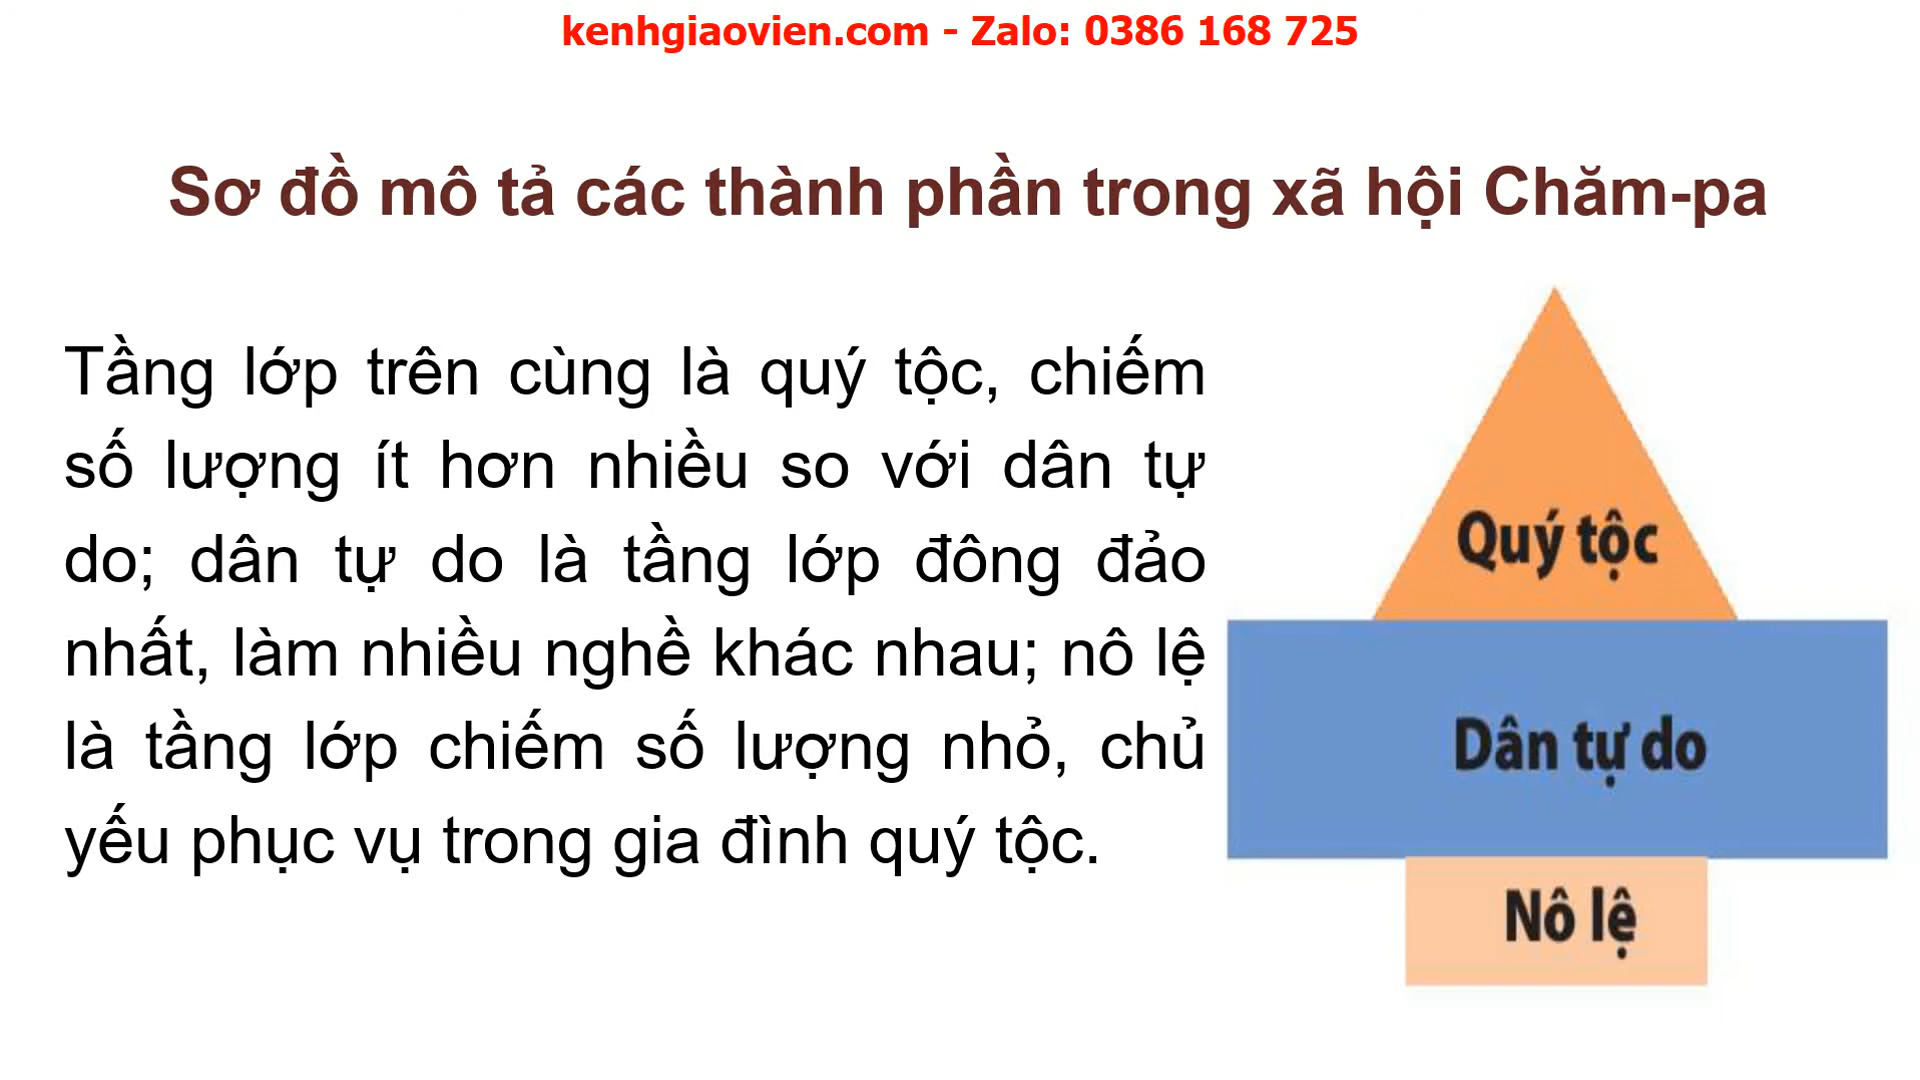 kenhgiaovien.com - Zalo: 0386 168 725
Sơ đồ mô tả các thành phần trong xã hội Chăm-pa
Tầng lớp trên cùng là quý tộc, chiếm
số lượng ít hơn nhiều so với dân tự
do; dân tự do là tầng lớp đông đảo
nhất, làm nhiều nghề khác nhau; nô lệ
là tầng lớp chiếm số lượng nhỏ, chủ
yếu phục vụ trong gia đình quý tộc.
Quý tộc
Dân tự do
Nô lệ